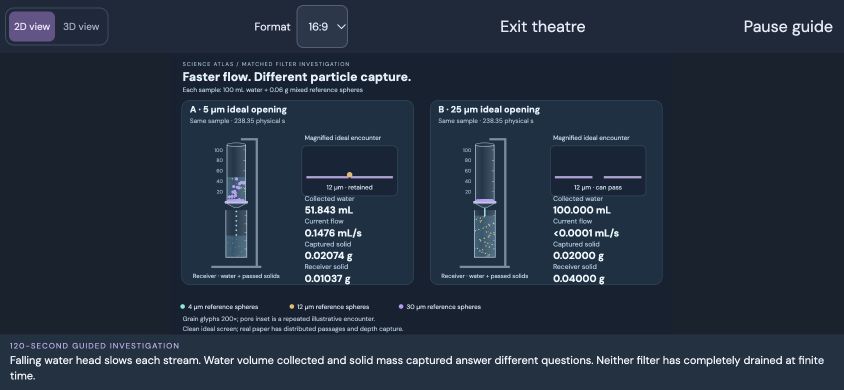 2D view
3D view
Format
16:9
Exit theatre
Pause guide
SCIENCE ATLAS / MATCHED FILTER INVESTIGATION
Faster flow. Different particle capture.
Each sample: 100 mL water + 0.06 g mixed reference spheres
A · 5 µm ideal opening
Same sample · 238.35 physical s
Magnified ideal encounter
100
80
60
40
20
12 µm · retained
Collected water
51.843 mL
Current flow
0.1476 mL/s
Captured solid
0.02074 g
Receiver solid
0.01037 g
Receiver · water + passed solids
B · 25 µm ideal opening
Same sample · 238.35 physical s
Magnified ideal encounter
100
80
60
40
20
12 µm · can pass
Collected water
100.000 mL
Current flow
<0.0001 mL/s
Captured solid
0.02000 g
Receiver solid
0.04000 g
Receiver · water + passed solids
4 µm reference spheres
12 µm reference spheres
30 µm reference spheres
Grain glyphs 200×; pore inset is a repeated illustrative encounter.
Clean ideal screen; real paper has distributed passages and depth capture.
120-SECOND GUIDED INVESTIGATION
Falling water head slows each stream. Water volume collected and solid mass captured answer different questions. Neither filter has completely drained at finite
time.